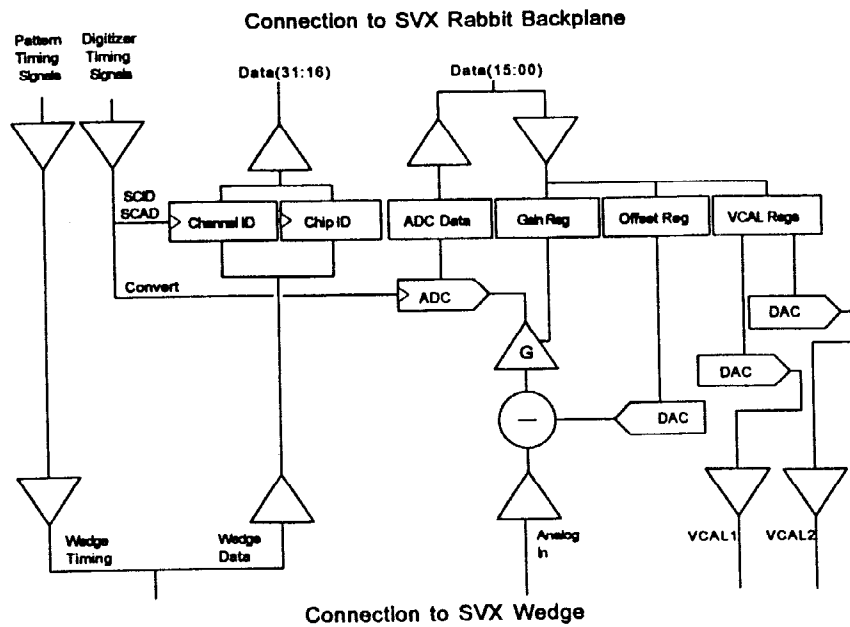 Connection to SVX Rabbit Backplane
Pattern
Timing
Signals
Digitizer
Timing
Signals
Data(31:16)
Data(15:00)
SCID
SCAD
Channel ID
Chip ID
ADC Data
Gain Reg
Offset Reg
VCAL Regs
Convert
ADC
DAC
G
DAC
—
DAC
Wedge
Timing
Wedge
Data
Analog
In
VCAL1
VCAL2
Connection to SVX Wedge